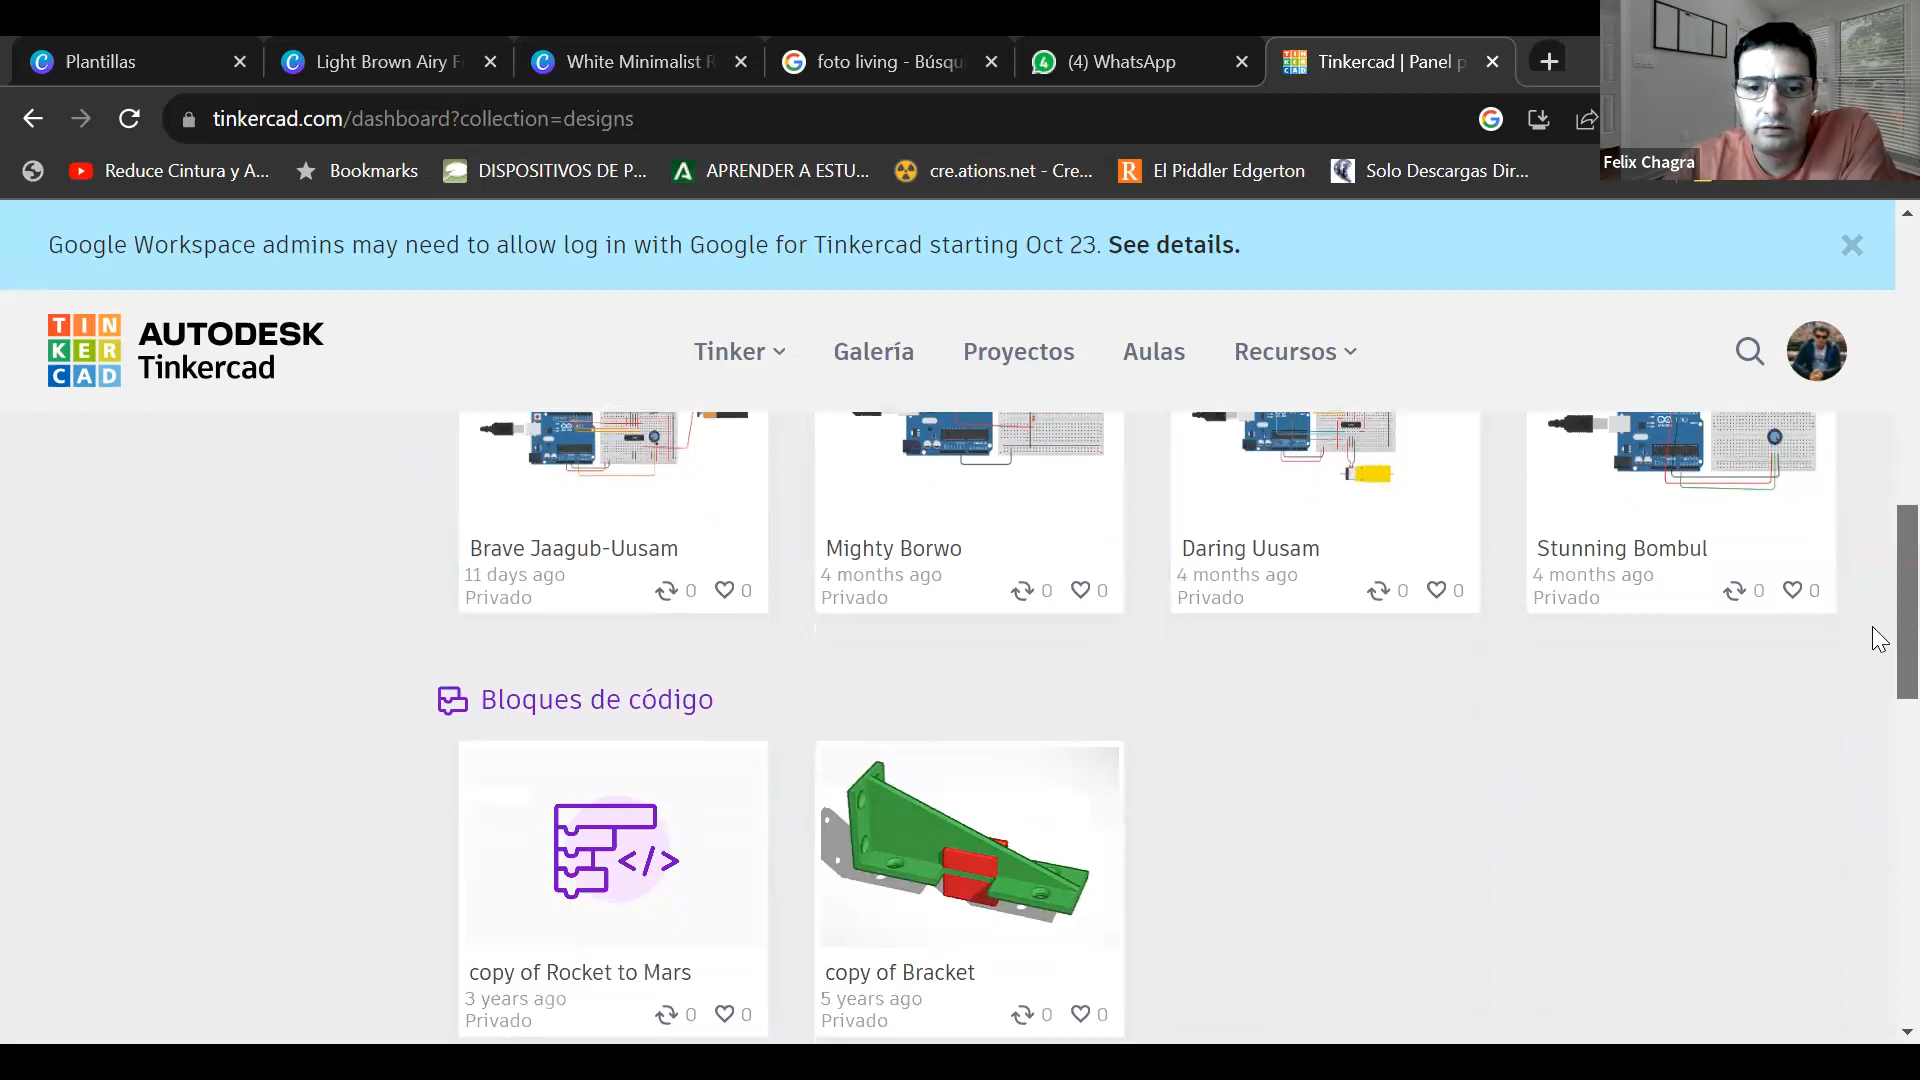 Plantillas
Light Brown Airy F
White Minimalist R
foto living - Búsqu
(4) WhatsApp
Tinkercad | Panel p
tinkercad.com/dashboard?collection=designs
Reduce Cintura y A...
Bookmarks
DISPOSITIVOS DE P...
APRENDER A ESTU...
cre.ations.net - Cre...
El Piddler Edgerton
Solo Descargas Dir...
Felix Chagra
Google Workspace admins may need to allow log in with Google for Tinkercad starting Oct 23. See details.
TIN
KER
CAD
AUTODESK
Tinkercad
Tinker
Galería
Proyectos
Aulas
Recursos
Brave Jaagub-Uusam
11 days ago
Privado
0
0
Mighty Borwo
4 months ago
Privado
0
0
Daring Uusam
4 months ago
Privado
0
0
Stunning Bombul
4 months ago
Privado
0
0
Bloques de código
</>
copy of Rocket to Mars
3 years ago
Privado
0
0
copy of Bracket
5 years ago
Privado
0
0